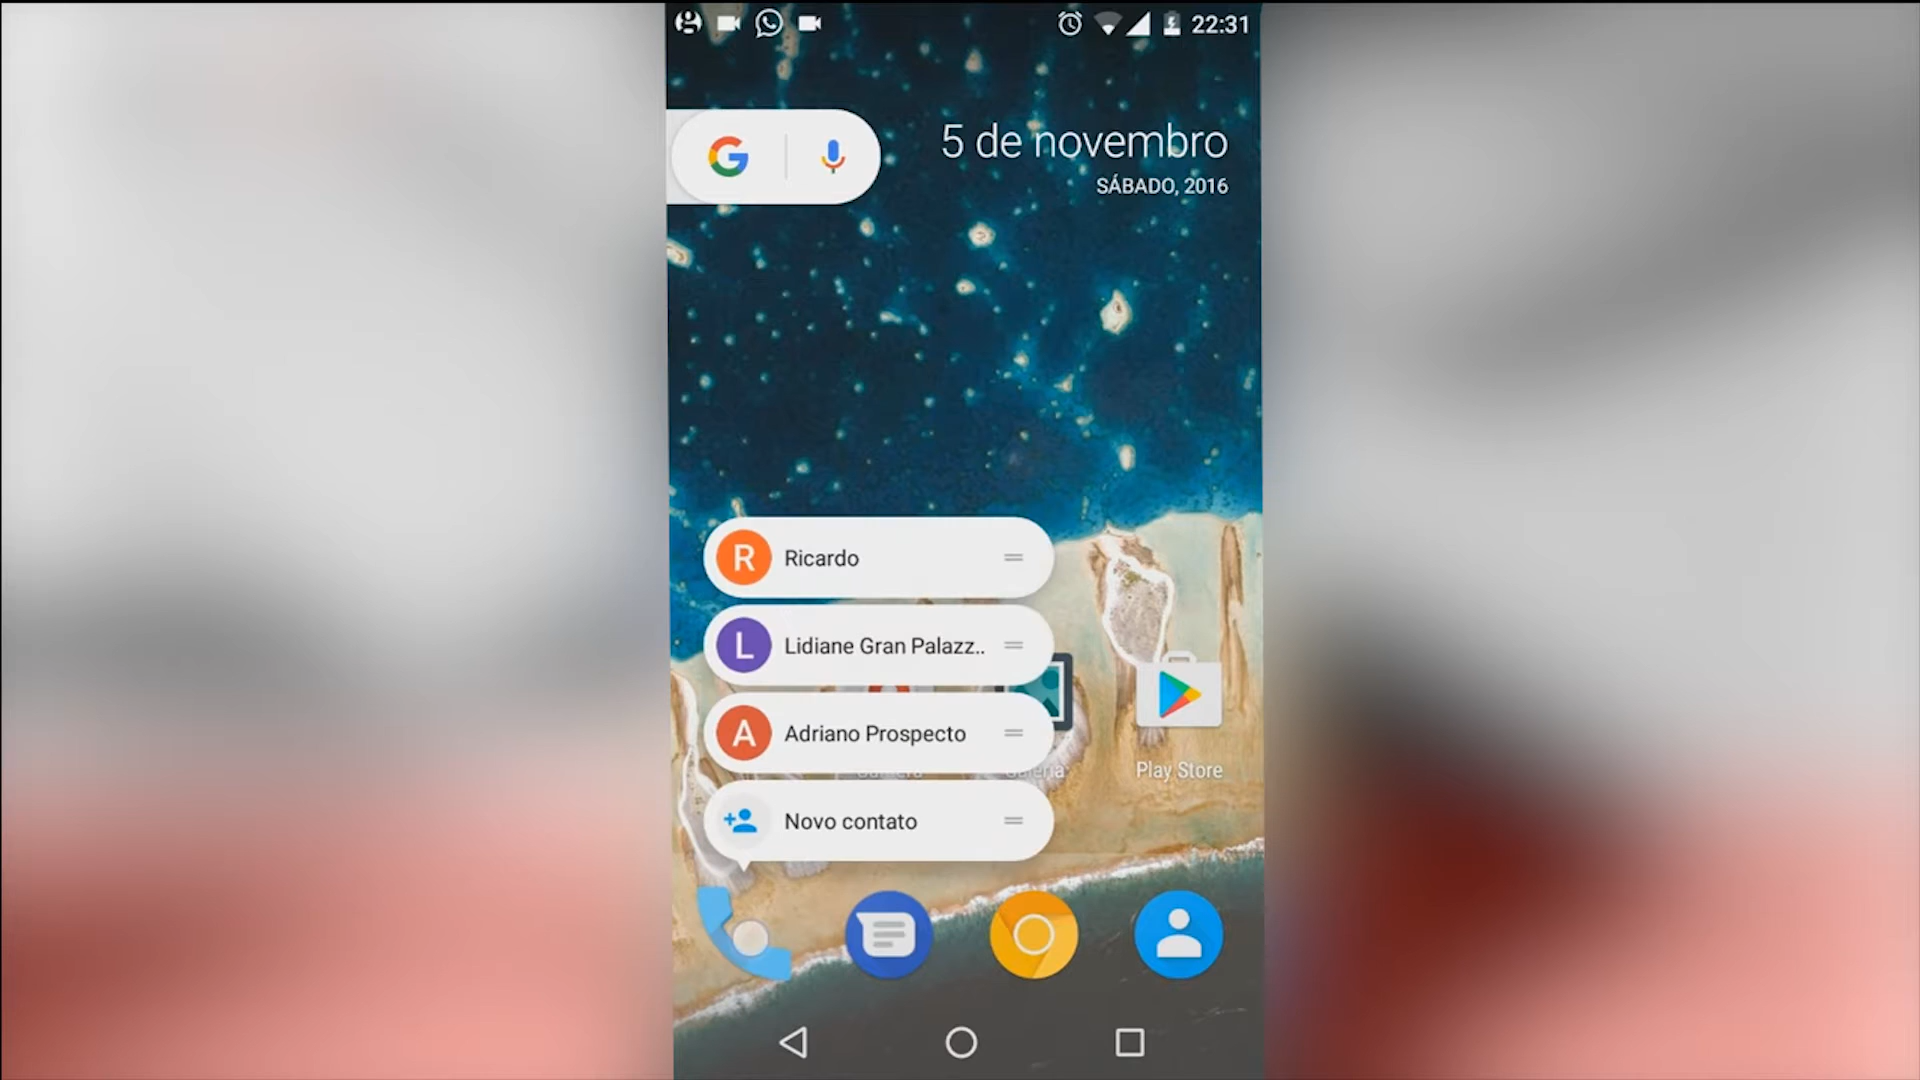 22:31
5 de novembro
SÁBADO, 2016
R Ricardo
L Lidiane Gran Palazz..
A Adriano Prospecto
Play Store
Novo contato